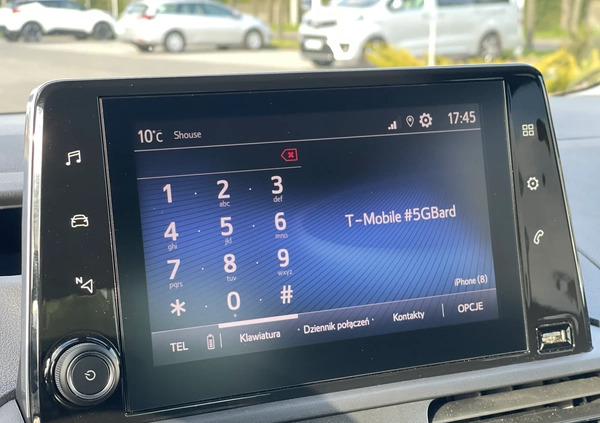 10°C Shouse 17:45
1 2 3
abc def
4 5 6
ghi jkl mno
7 8 9
pqrs tuv wxyz
* 0 #
T-Mobile #5GBard
iPhone (8)
TEL Klawiatura Dziennik połączeń Kontakty OPCJE
N